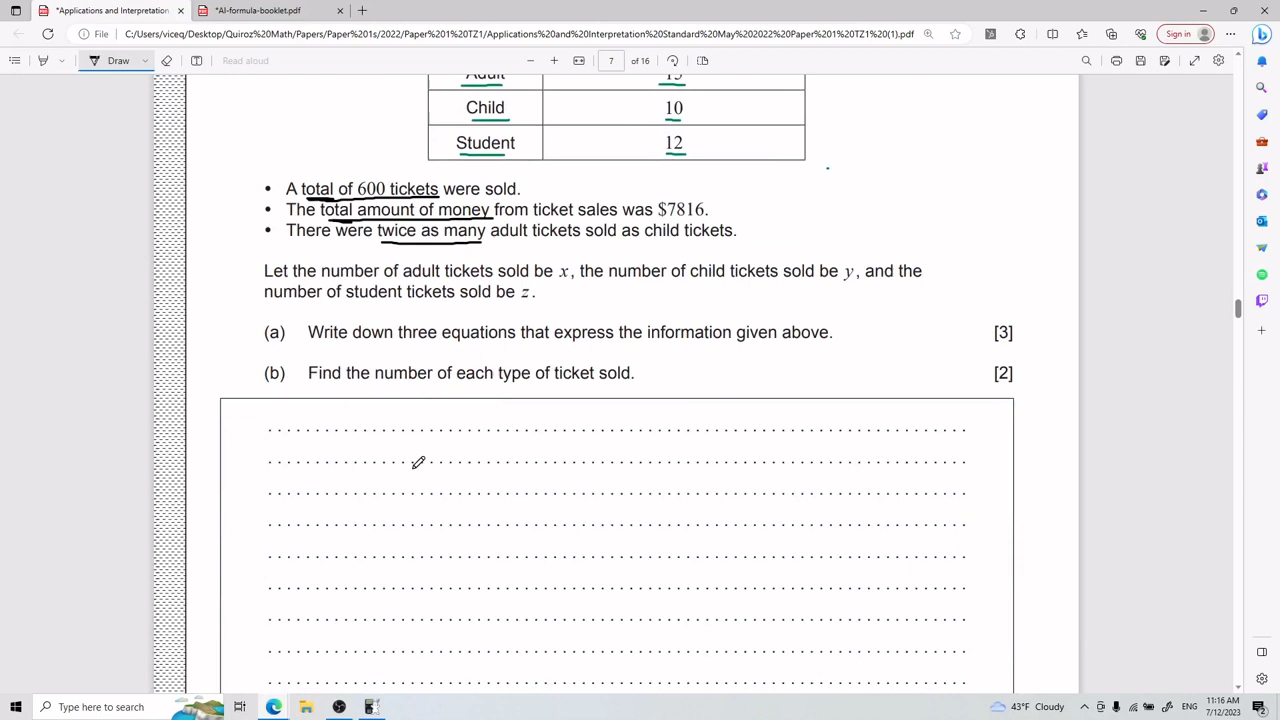 *Applications and Interpretation
*AI-formula-booklet.pdf
File
C:/Users/viceq/Desktop/Quiroz%20Math/Papers/Paper%201s/2022/Paper%201%20TZ1/Applications%20and%20Interpretation%20Standard%20May%202022%20Paper%201%20TZ1%20(1).pdf
Sign in
Draw
Read aloud
7
of 16
Adult 15
Child 10
Student 12
• A total of 600 tickets were sold.
• The total amount of money from ticket sales was $7816.
• There were twice as many adult tickets sold as child tickets.
Let the number of adult tickets sold be x, the number of child tickets sold be y, and the
number of student tickets sold be z.
(a) Write down three equations that express the information given above. [3]
(b) Find the number of each type of ticket sold. [2]
Type here to search
43°F Cloudy
ENG
11:16 AM
7/12/2023